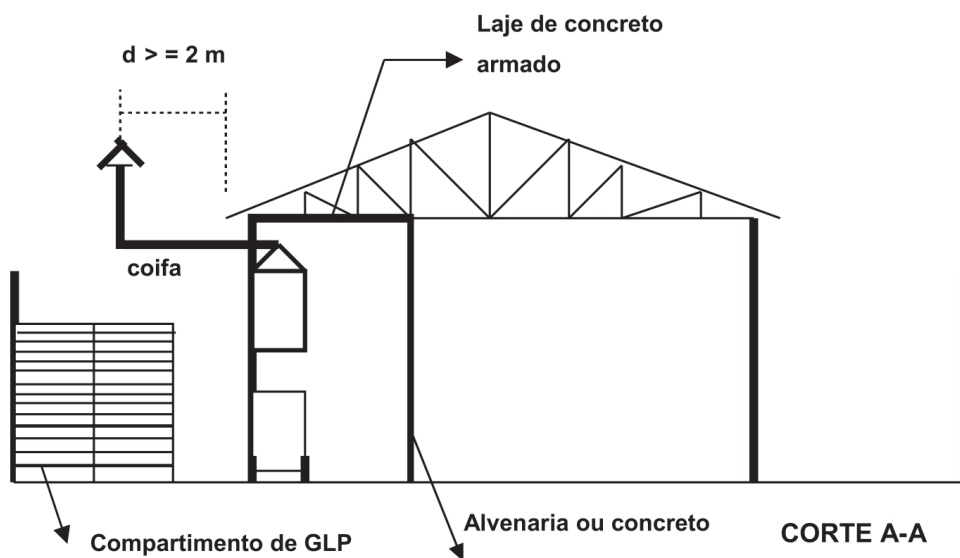 Laje de concreto
armado
d > = 2 m
coifa
Compartimento de GLP
Alvenaria ou concreto
CORTE A-A